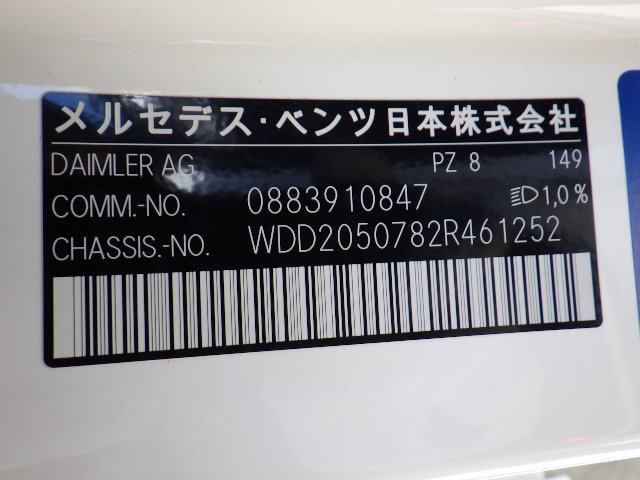 メルセデス・ベンツ日本株式会社
DAIMLER AG PZ 8 149
COMM.-NO. 0883910847 1,0%
CHASSIS.-NO. WDD2050782R461252